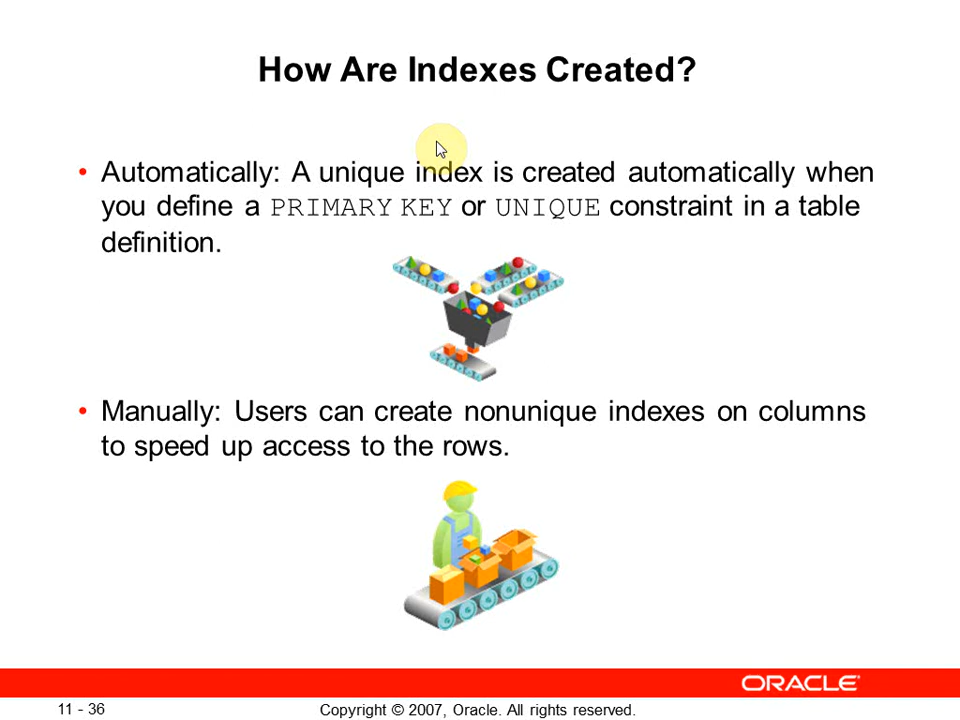 How Are Indexes Created?
• Automatically: A unique index is created automatically when
you define a PRIMARY KEY or UNIQUE constraint in a table
definition.
• Manually: Users can create nonunique indexes on columns
to speed up access to the rows.
ORACLE
11 - 36
Copyright © 2007, Oracle. All rights reserved.